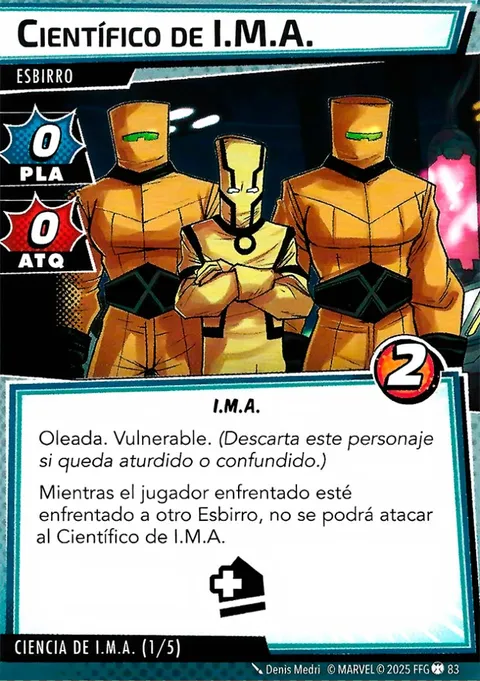 CIENTÍFICO DE I.M.A.
ESBIRRO
0
PLA
0
ATQ
2
I.M.A.
Oleada. Vulnerable. (Descarta este personaje
si queda aturdido o confundido.)
Mientras el jugador enfrentado esté
enfrentado a otro Esbirro, no se podrá atacar
al Científico de I.M.A.
CIENCIA DE I.M.A. (1/5)
Denis Medri © MARVEL © 2025 FFG 83